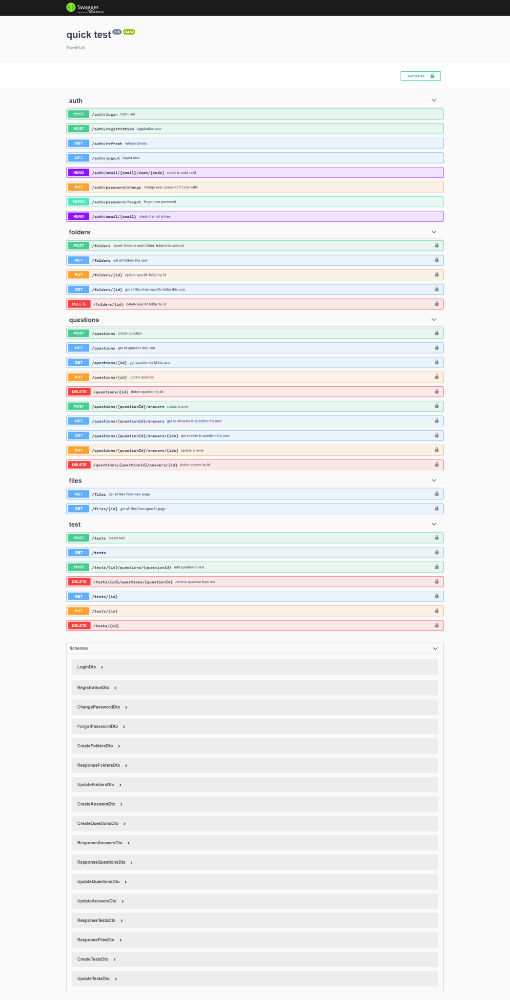 Swagger
Supported by SMARTBEAR
quick test 1.0 OAS3
The API v3
Authorize
auth
POST /auth/login login user
POST /auth/registration registration user
GET /auth/refresh refresh tokens
GET /auth/logout logout user
HEAD /auth/email/{email}/code/{code} check is code valid
PUT /auth/password/change change user password if code valid
PATCH /auth/password/forgot forgot user password
HEAD /auth/email/{email} check if email is free
folders
POST /folders create folder in main folder, folderId is optional
GET /folders get all folders this user
PUT /folders/{id} update specific folder by id
GET /folders/{id} get all files from specific folder this user
DELETE /folders/{id} delete specific folder by id
questions
POST /questions create question
GET /questions get all question this user
GET /questions/{id} get question by id this user
PUT /questions/{id} update question
DELETE /questions/{id} delete question by id
POST /questions/{questionId}/answers create answer
GET /questions/{questionId}/answers get all answers in question this user
GET /questions/{questionId}/answers/{ids} get answer in question this user
PUT /questions/{questionId}/answers/{ids} update answer
DELETE /questions/{questionId}/answers/{id} delete answer by id
files
GET /files get all files from main page
GET /files/{id} get all files from specific page
test
POST /tests create test
GET /tests
POST /tests/{id}/questions/{questionId} add question in test
DELETE /tests/{id}/questions/{questionId} remove question from test
GET /tests/{id}
PUT /tests/{id}
DELETE /tests/{id}
Schemas
LoginDto
RegistrationDto
ChangePasswordDto
ForgotPasswordDto
CreateFoldersDto
ResponseFoldersDto
UpdateFoldersDto
CreateAnswersDto
CreateQuestionsDto
ResponseAnswersDto
ResponseQuestionsDto
UpdateQuestionsDto
UpdateAnswersDto
ResponseTestsDto
ResponseFilesDto
CreateTestsDto
UpdateTestsDto